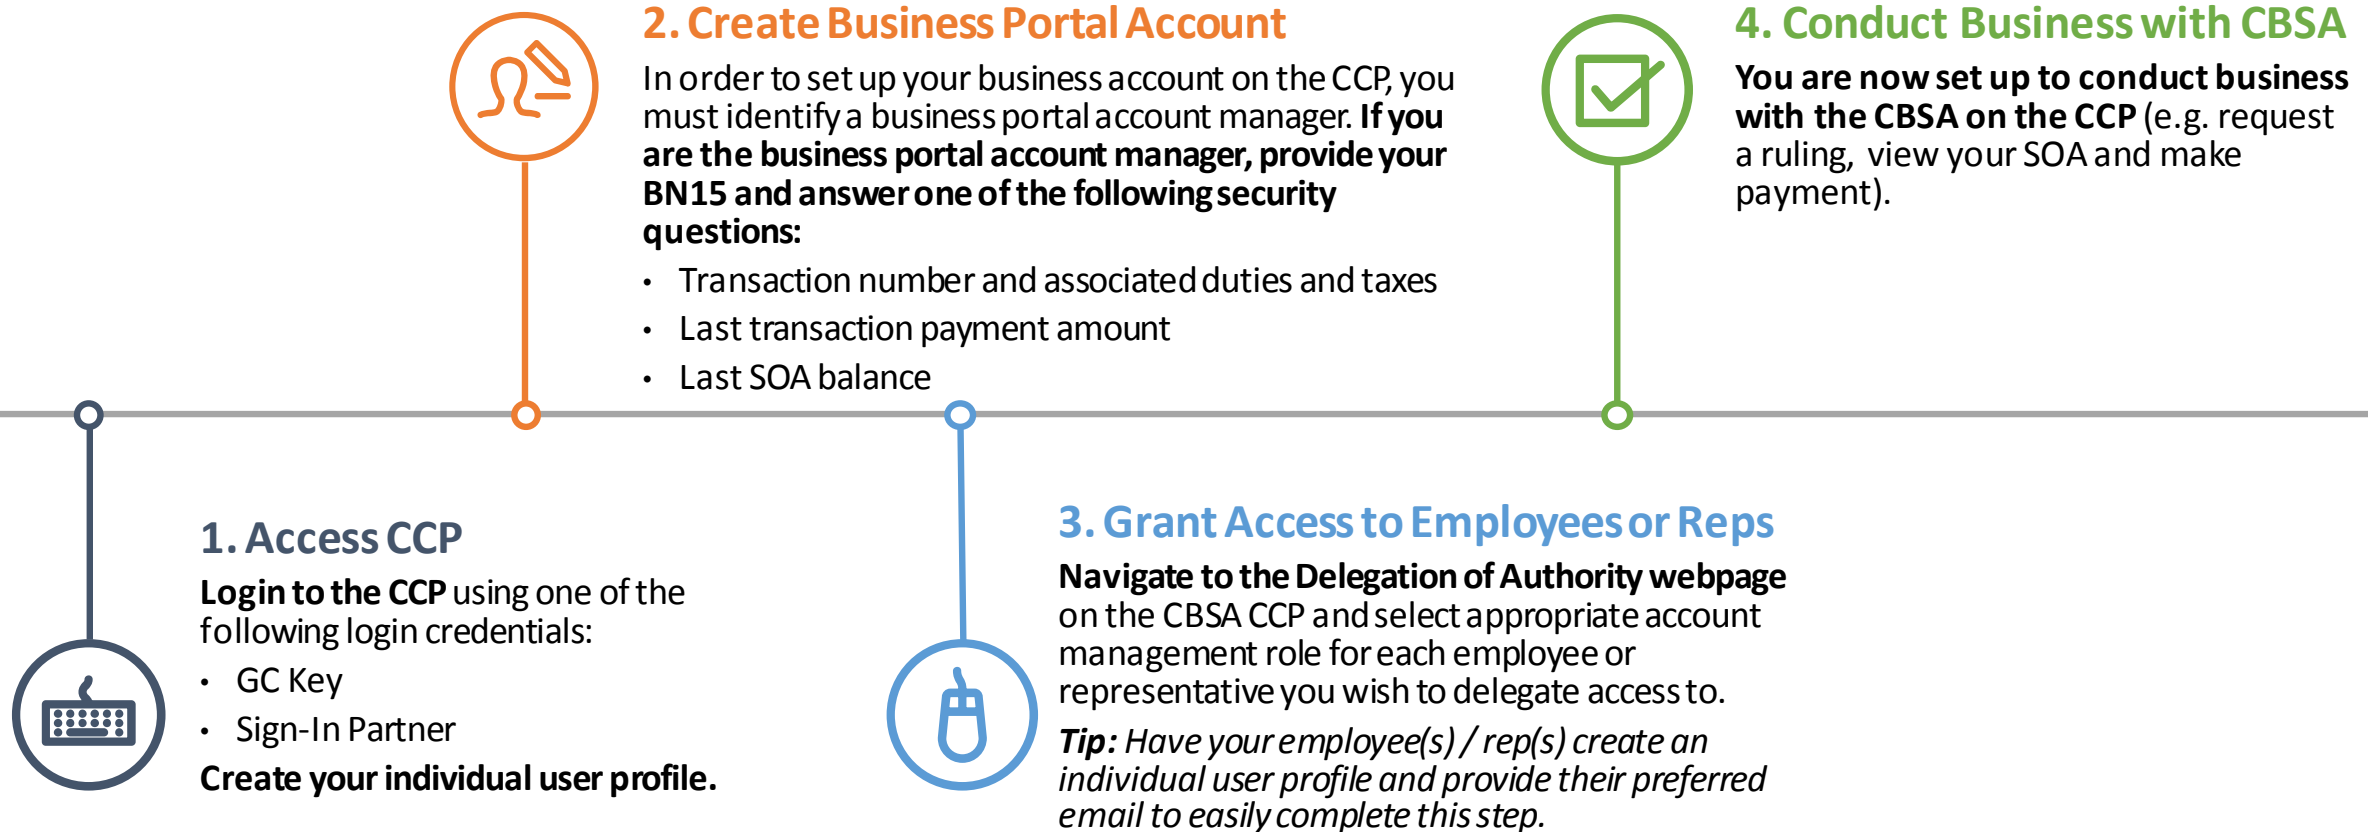 1. Access CCP
Login to the CCP using one of the
following login credentials:
• GC Key
• Sign-In Partner
Create your individual user profile.
2. Create Business Portal Account
In order to set up your business account on the CCP, you
must identify a business portal account manager. If you
are the business portal account manager, provide your
BN15 and answer one of the following security
questions:
• Transaction number and associated duties and taxes
• Last transaction payment amount
• Last SOA balance
3. Grant Access to Employees or Reps
Navigate to the Delegation of Authority webpage
on the CBSA CCP and select appropriate account
management role for each employee or
representative you wish to delegate access to.
Tip: Have your employee(s) / rep(s) create an
individual user profile and provide their preferred
email to easily complete this step.
4. Conduct Business with CBSA
You are now set up to conduct business
with the CBSA on the CCP (e.g. request
a ruling, view your SOA and make
payment).